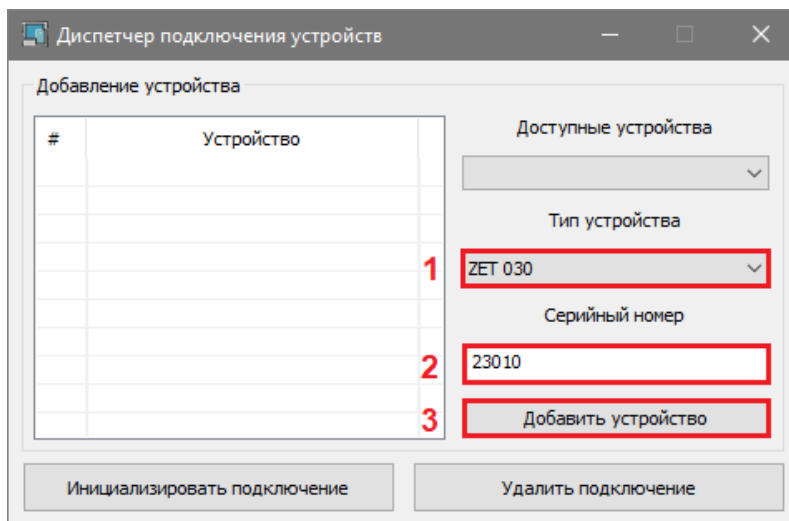 Диспетчер подключения устройств
Добавление устройства
# Устройство
Доступные устройства
Тип устройства
1 ZET 030
Серийный номер
2 23010
3 Добавить устройство
Инициализировать подключение Удалить подключение